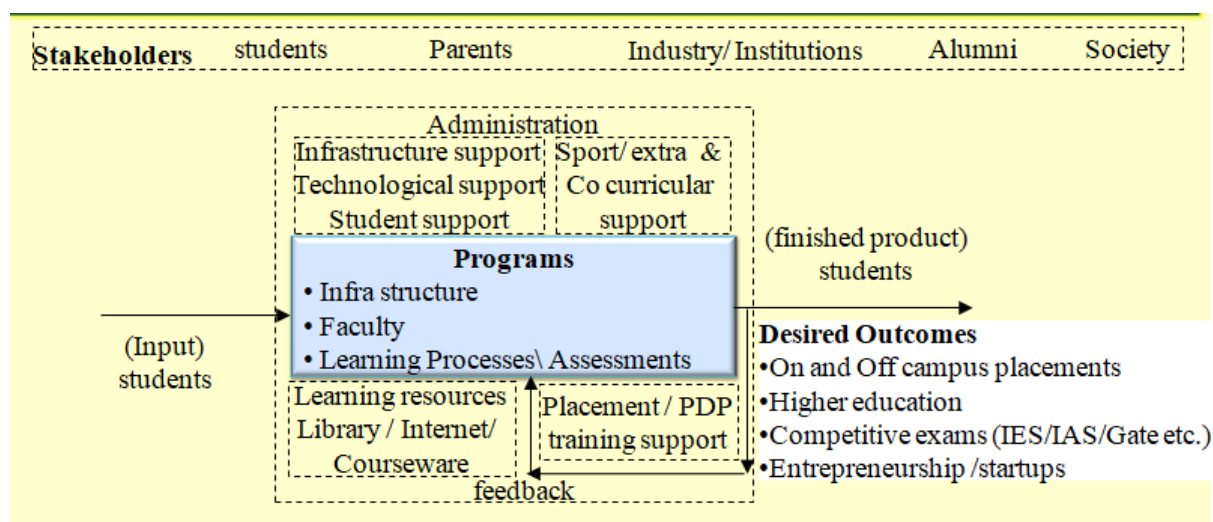 Stakeholders students Parents Industry/ Institutions Alumni Society
Administration
Infrastructure support
Technological support
Student support
Sport/ extra &
Co curricular
support
Programs
• Infra structure
• Faculty
• Learning Processes\ Assessments
(Input)
students
(finished product)
students
Learning resources
Library / Internet/
Courseware
Placement / PDP
training support
feedback
Desired Outcomes
•On and Off campus placements
•Higher education
•Competitive exams (IES/IAS/Gate etc.)
•Entrepreneurship /startups